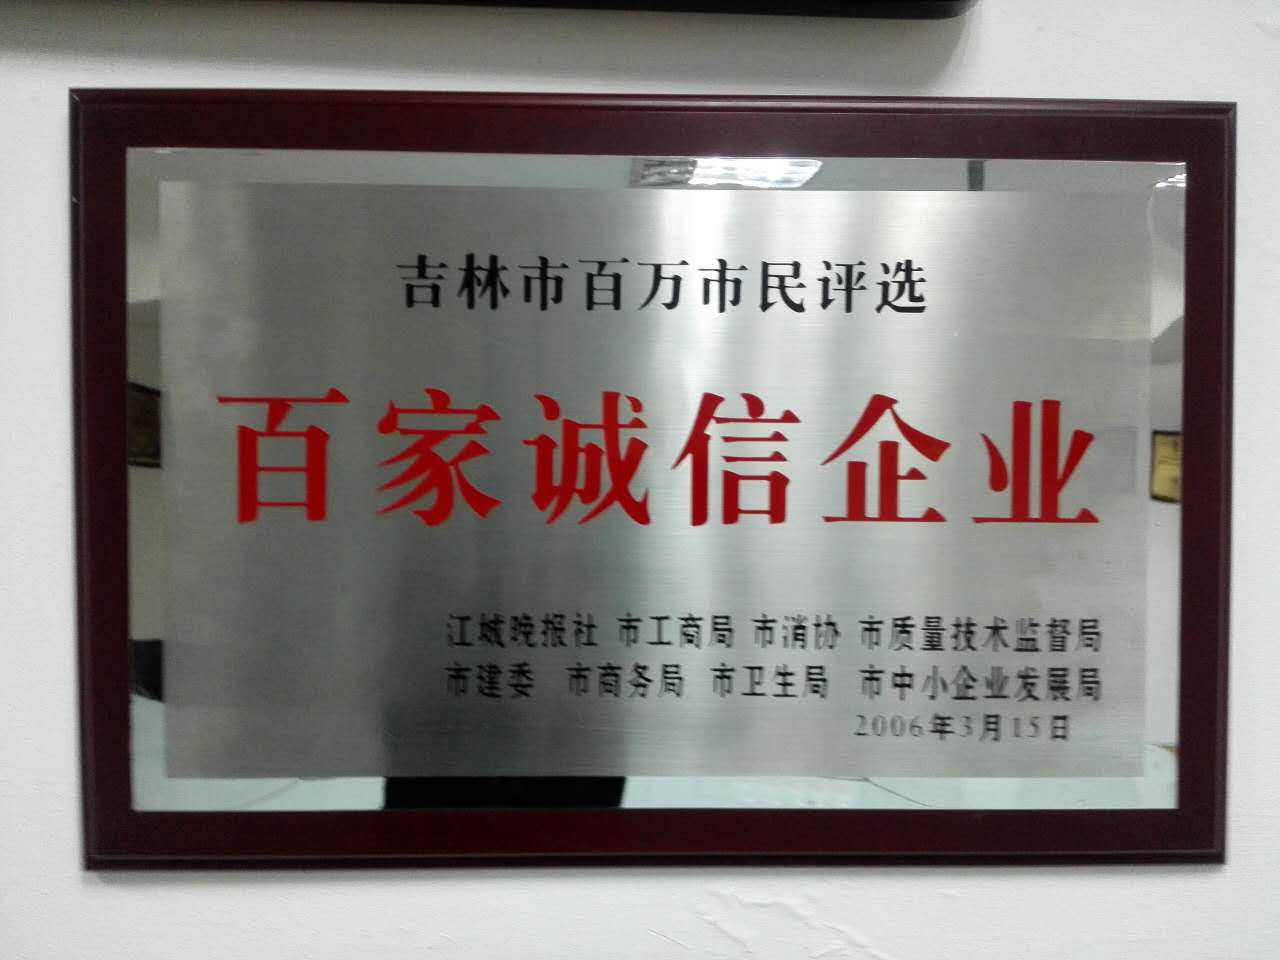 吉林市百万市民评选
百家诚信企业
江城晚报社 市工商局 市消协 市质量技术监督局
市建委 市商务局 市卫生局 市中小企业发展局
2006年3月15日